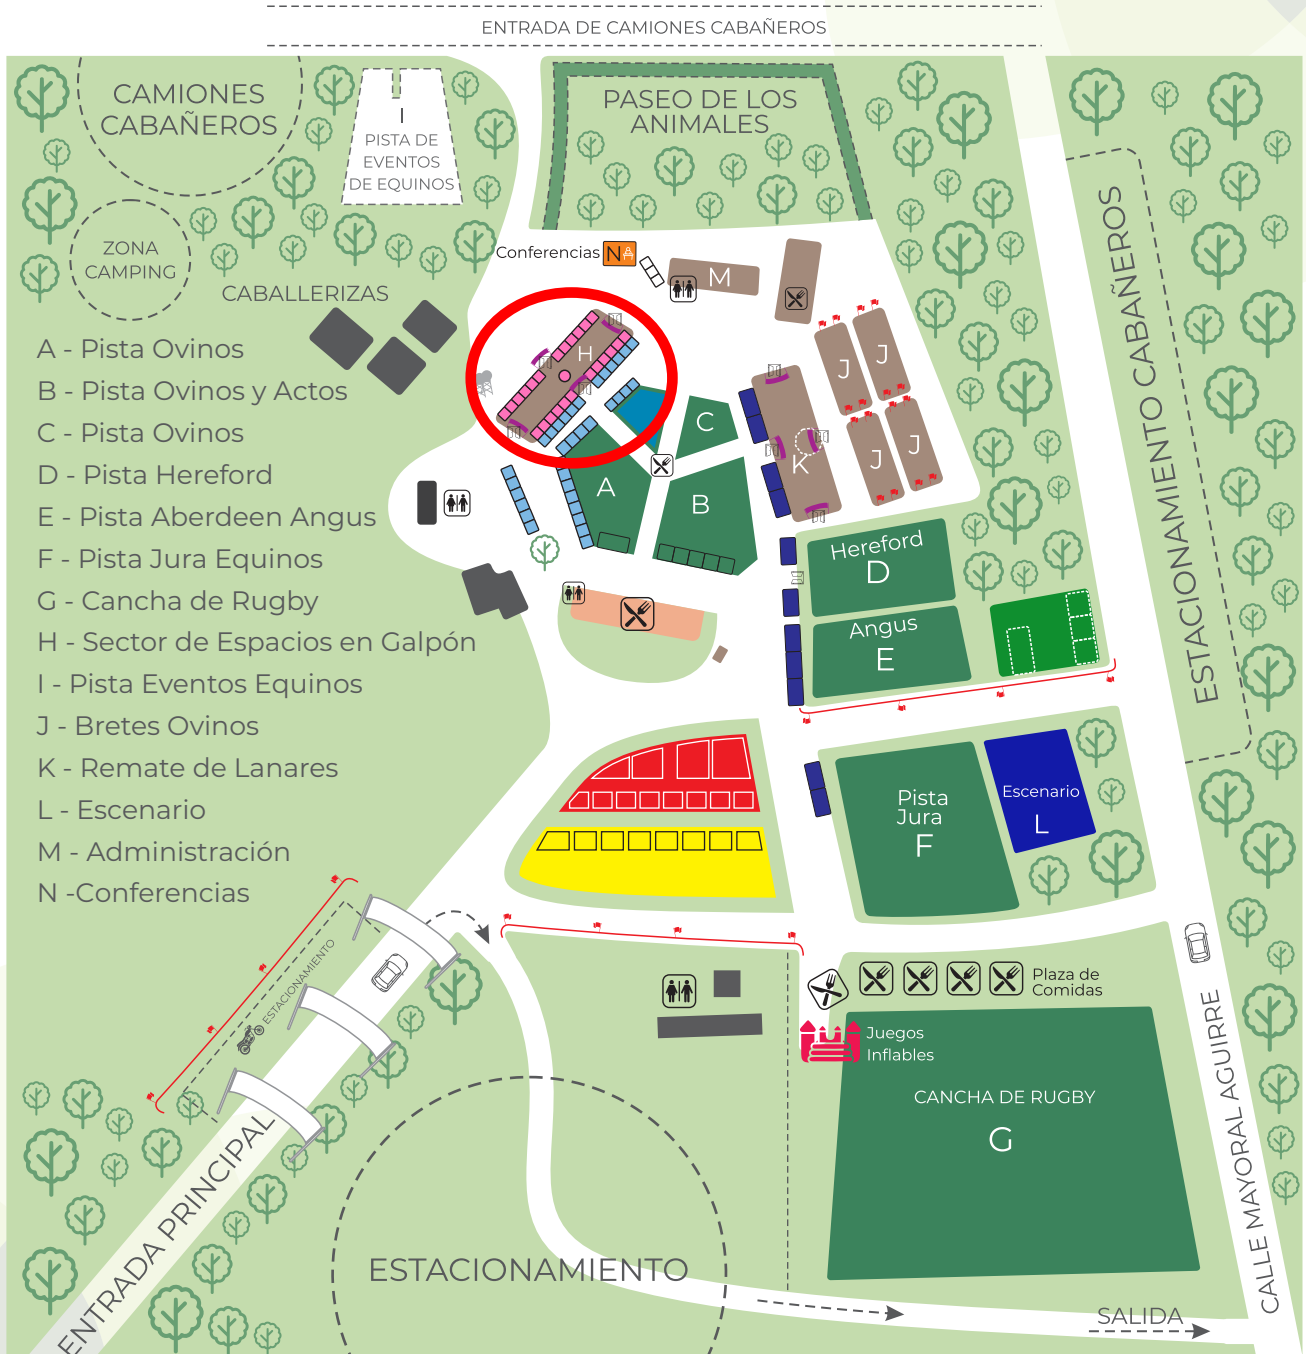 ENTRADA DE CAMIONES CABAÑEROS
CAMIONES
CABAÑEROS
I
PISTA DE
EVENTOS
DE EQUINOS
PASEO DE LOS
ANIMALES
ZONA
CAMPING
CABALLERIZAS
Conferencias
N
M
ESTACIONAMIENTO CABAÑEROS
H
J
J
J
J
C
K
A
B
A - Pista Ovinos
B - Pista Ovinos y Actos
C - Pista Ovinos
D - Pista Hereford
E - Pista Aberdeen Angus
F - Pista Jura Equinos
G - Cancha de Rugby
H - Sector de Espacios en Galpón
I - Pista Eventos Equinos
J - Bretes Ovinos
K - Remate de Lanares
L - Escenario
M - Administración
N -Conferencias
Hereford
D
Angus
E
Pista
Jura
F
Escenario
L
ESTACIONAMIENTO
Plaza de
Comidas
Juegos
Inflables
CANCHA DE RUGBY
G
ENTRADA PRINCIPAL
ESTACIONAMIENTO
CALLE MAYORAL AGUIRRE
SALIDA